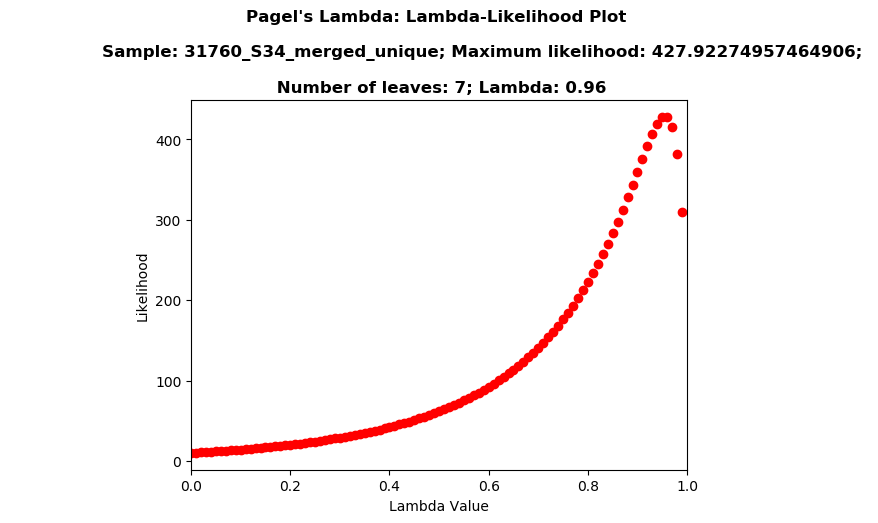 Pagel's Lambda: Lambda-Likelihood Plot
Sample: 31760_S34_merged_unique; Maximum likelihood: 427.92274957464906;
Number of leaves: 7; Lambda: 0.96
400
300
200
100
0
Likelihood
0.0 0.2 0.4 0.6 0.8 1.0
Lambda Value